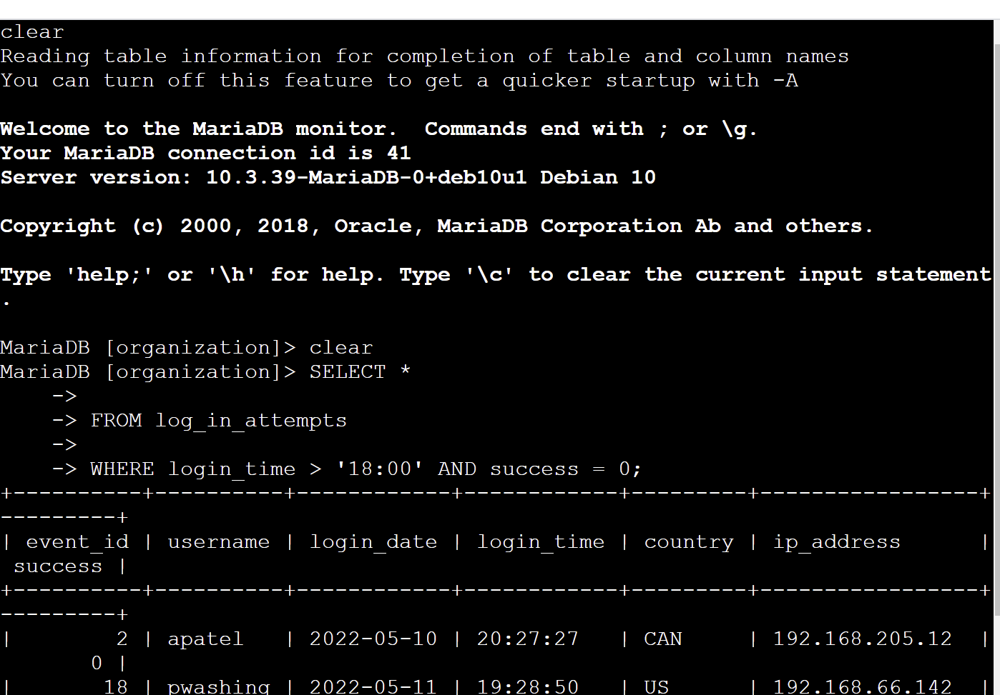 clear
Reading table information for completion of table and column names
You can turn off this feature to get a quicker startup with -A
Welcome to the MariaDB monitor.  Commands end with ; or \g.
Your MariaDB connection id is 41
Server version: 10.3.39-MariaDB-0+deb10u1 Debian 10
Copyright (c) 2000, 2018, Oracle, MariaDB Corporation Ab and others.
Type 'help;' or '\h' for help. Type '\c' to clear the current input statement
.
MariaDB [organization]> clear
MariaDB [organization]> SELECT *
    ->
    -> FROM log_in_attempts
    ->
    -> WHERE login_time > '18:00' AND success = 0;
+----------+----------+------------+------------+---------+-----------------+
---------+
| event_id | username | login_date | login_time | country | ip_address      |
 success |
+----------+----------+------------+------------+---------+-----------------+
---------+
|        2 | apatel   | 2022-05-10 | 20:27:27   | CAN     | 192.168.205.12  |
       0 |
|       18 | pwashing | 2022-05-11 | 19:28:50   | US      | 192.168.66.142  |